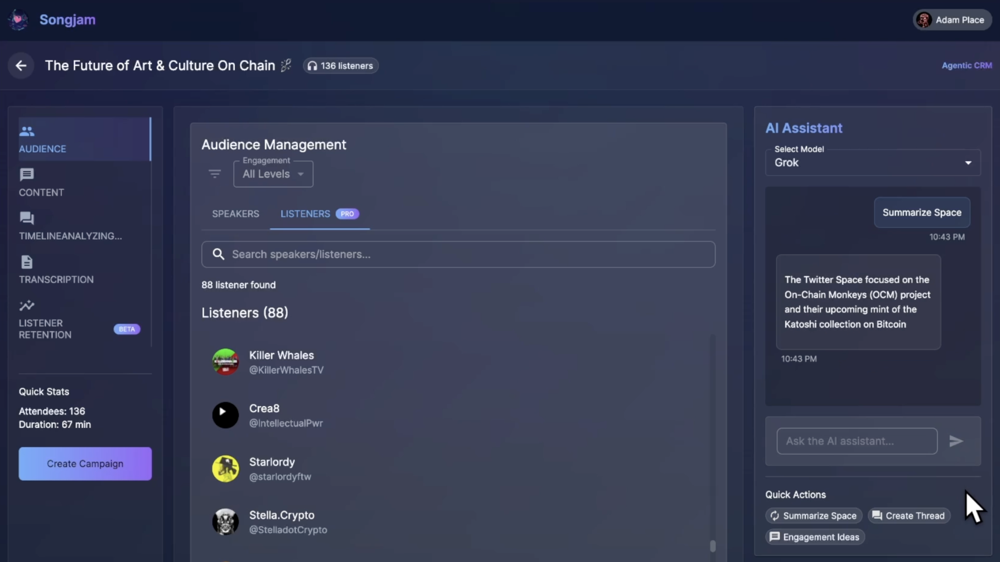 Songjam
Adam Place
The Future of Art & Culture On Chain
136 listeners
Agentic CRM
AUDIENCE
CONTENT
TIMELINEANALYZING...
TRANSCRIPTION
LISTENER
RETENTION
BETA
Quick Stats
Attendees: 136
Duration: 67 min
Create Campaign
Audience Management
Engagement
All Levels
SPEAKERS
LISTENERS PRO
Search speakers/listeners...
88 listener found
Listeners (88)
Killer Whales
@KillerWhalesTV
Crea8
@IntellectualPwr
Starlordy
@starlordyftw
Stella.Crypto
@StelladotCrypto
AI Assistant
Select Model
Grok
Summarize Space
10:43 PM
The Twitter Space focused on the
On-Chain Monkeys (OCM) project
and their upcoming mint of the
Katoshi collection on Bitcoin
10:43 PM
Ask the AI assistant...
Quick Actions
Summarize Space
Create Thread
Engagement Ideas